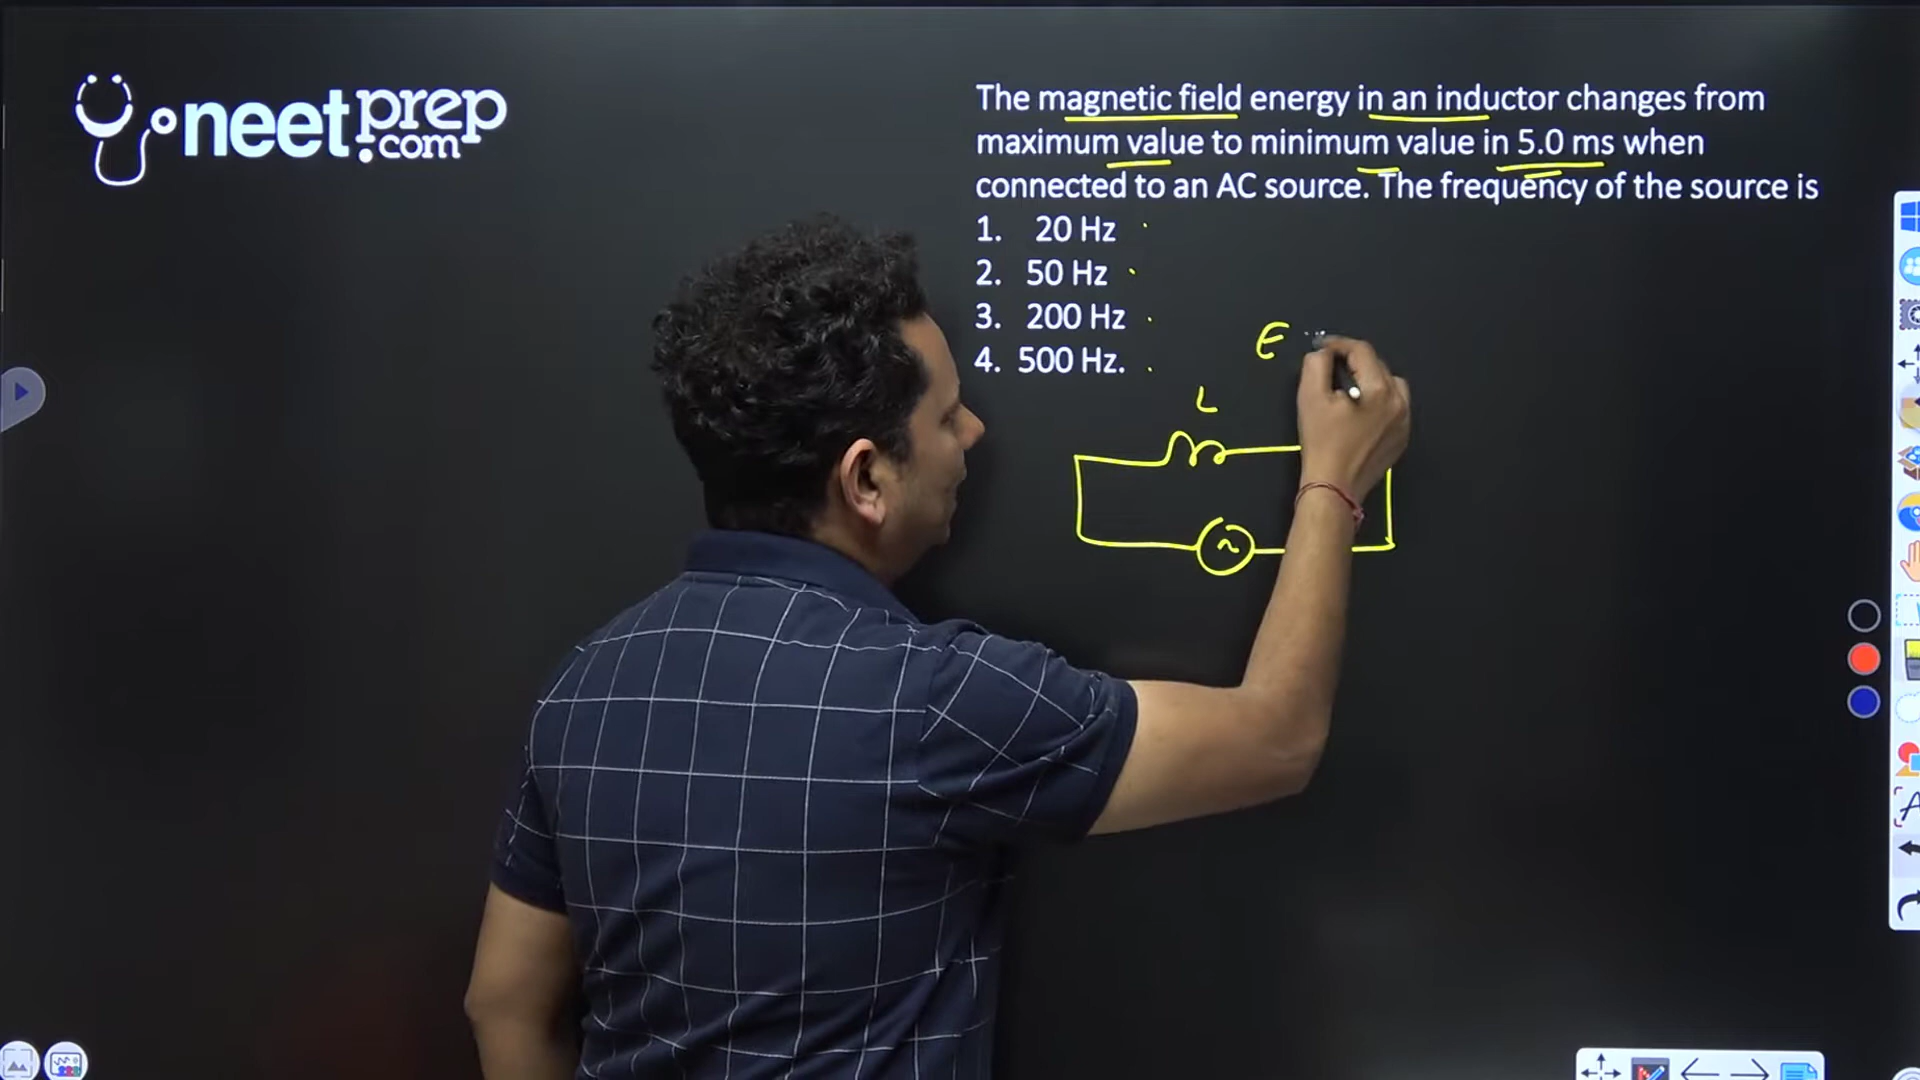 neetprep
.com
The magnetic field energy in an inductor changes from
maximum value to minimum value in 5.0 ms when
connected to an AC source. The frequency of the source is
1. 20 Hz
2. 50 Hz
3. 200 Hz
4. 500 Hz.
E
L
~
A